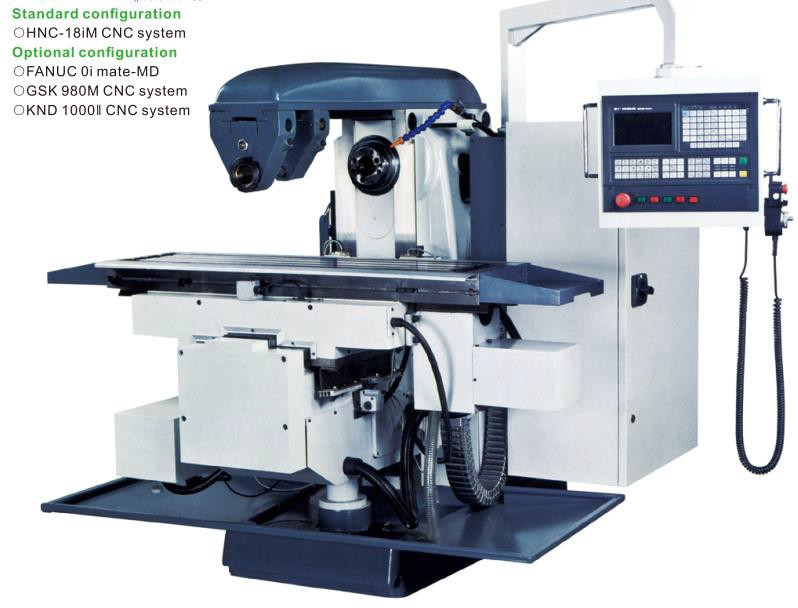 Standard configuration
○HNC-18iM CNC system
Optional configuration
○FANUC 0i mate-MD
○GSK 980M CNC system
○KND 1000Ⅱ CNC system